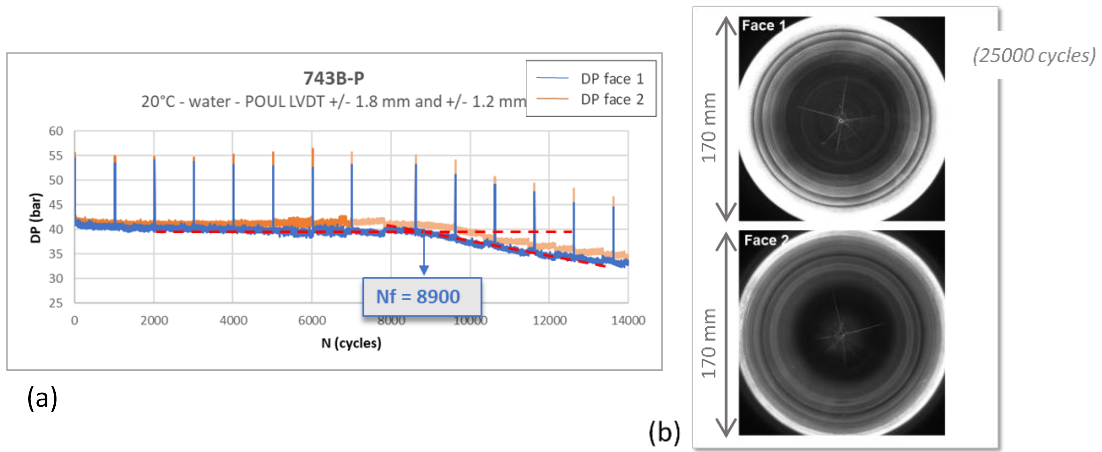 743B-P
20°C - water - POUL LVDT +/- 1.8 mm and +/- 1.2 mm
DP face 1
DP face 2
DP (bar)
60
55
50
45
40
35
30
25
Nf = 8900
0
2000
4000
6000
8000
10000
12000
14000
N (cycles)
(a)
Face 1
170 mm
(25000 cycles)
Face 2
170 mm
(b)